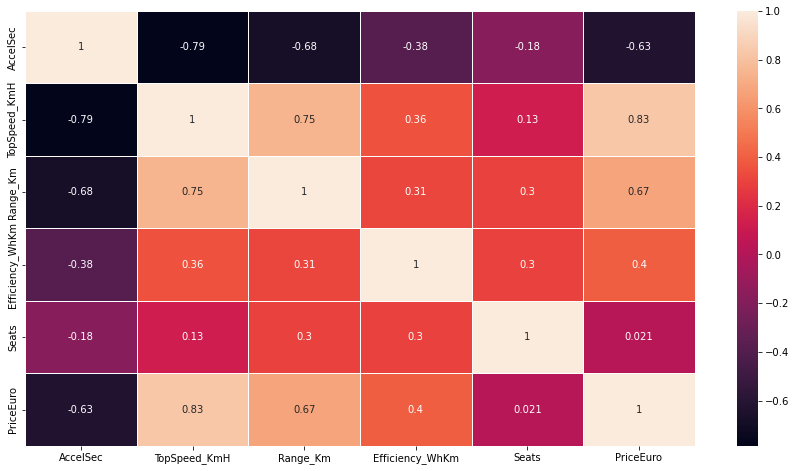 AccelSec 1 -0.79 -0.68 -0.38 -0.18 -0.63
TopSpeed_KmH -0.79 1 0.75 0.36 0.13 0.83
Range_Km -0.68 0.75 1 0.31 0.3 0.67
Efficiency_WhKm -0.38 0.36 0.31 1 0.3 0.4
Seats -0.18 0.13 0.3 0.3 1 0.021
PriceEuro -0.63 0.83 0.67 0.4 0.021 1
AccelSec TopSpeed_KmH Range_Km Efficiency_WhKm Seats PriceEuro
1.0
0.8
0.6
0.4
0.2
0.0
−0.2
−0.4
−0.6